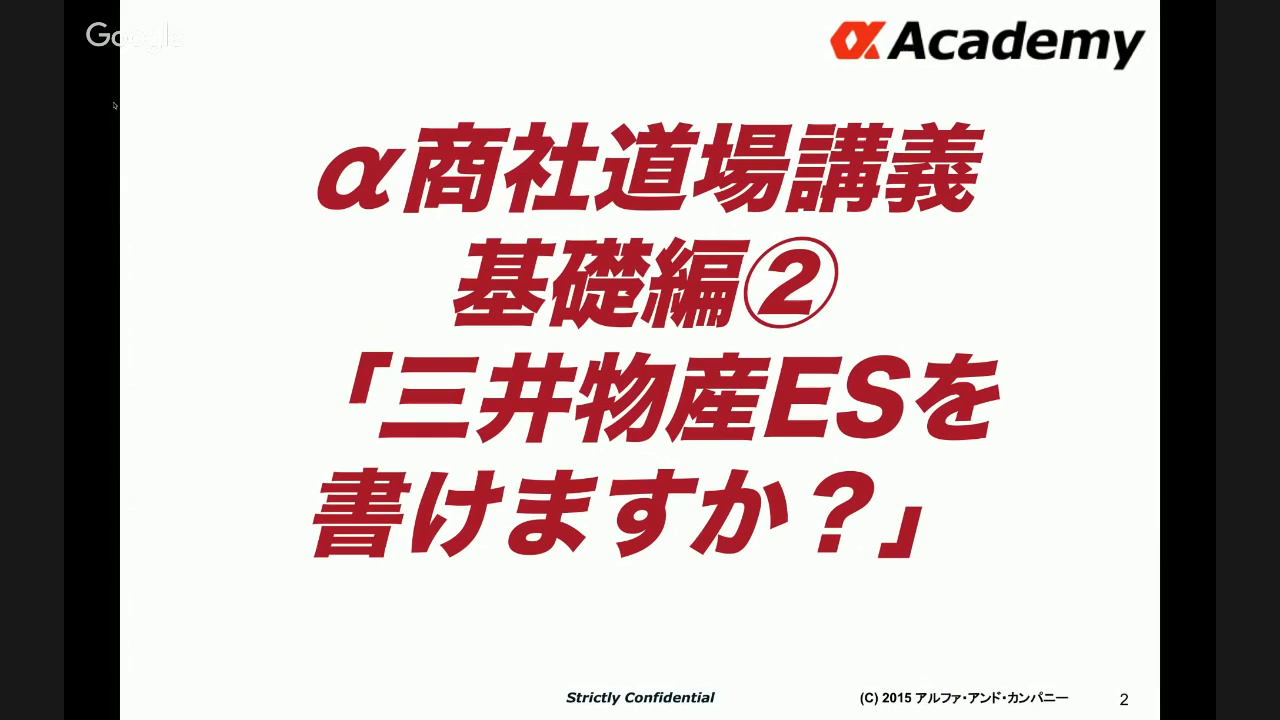 Google
αAcademy
α商社道場講義
基礎編②
「三井物産ESを
書けますか？」
Strictly Confidential
(C) 2015 アルファ・アンド・カンパニー
2